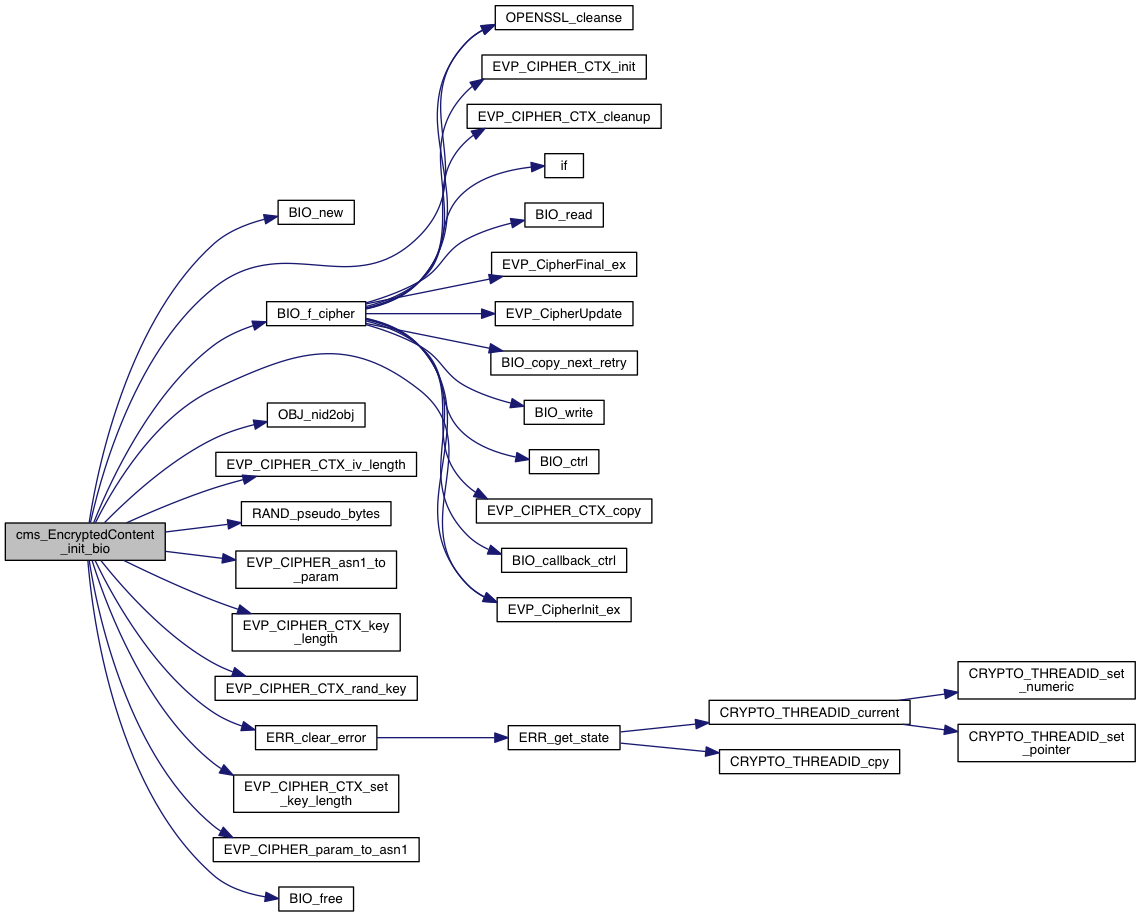 OPENSSL_cleanse
EVP_CIPHER_CTX_init
EVP_CIPHER_CTX_cleanup
if
BIO_new
BIO_read
EVP_CipherFinal_ex
BIO_f_cipher
EVP_CipherUpdate
BIO_copy_next_retry
OBJ_nid2obj
BIO_write
EVP_CIPHER_CTX_iv_length
BIO_ctrl
RAND_pseudo_bytes
EVP_CIPHER_CTX_copy
cms_EncryptedContent
_init_bio
EVP_CIPHER_asn1_to
_param
BIO_callback_ctrl
EVP_CipherInit_ex
EVP_CIPHER_CTX_key
_length
EVP_CIPHER_CTX_rand_key
CRYPTO_THREADID_set
_numeric
CRYPTO_THREADID_current
ERR_clear_error
ERR_get_state
CRYPTO_THREADID_set
_pointer
CRYPTO_THREADID_cpy
EVP_CIPHER_CTX_set
_key_length
EVP_CIPHER_param_to_asn1
BIO_free